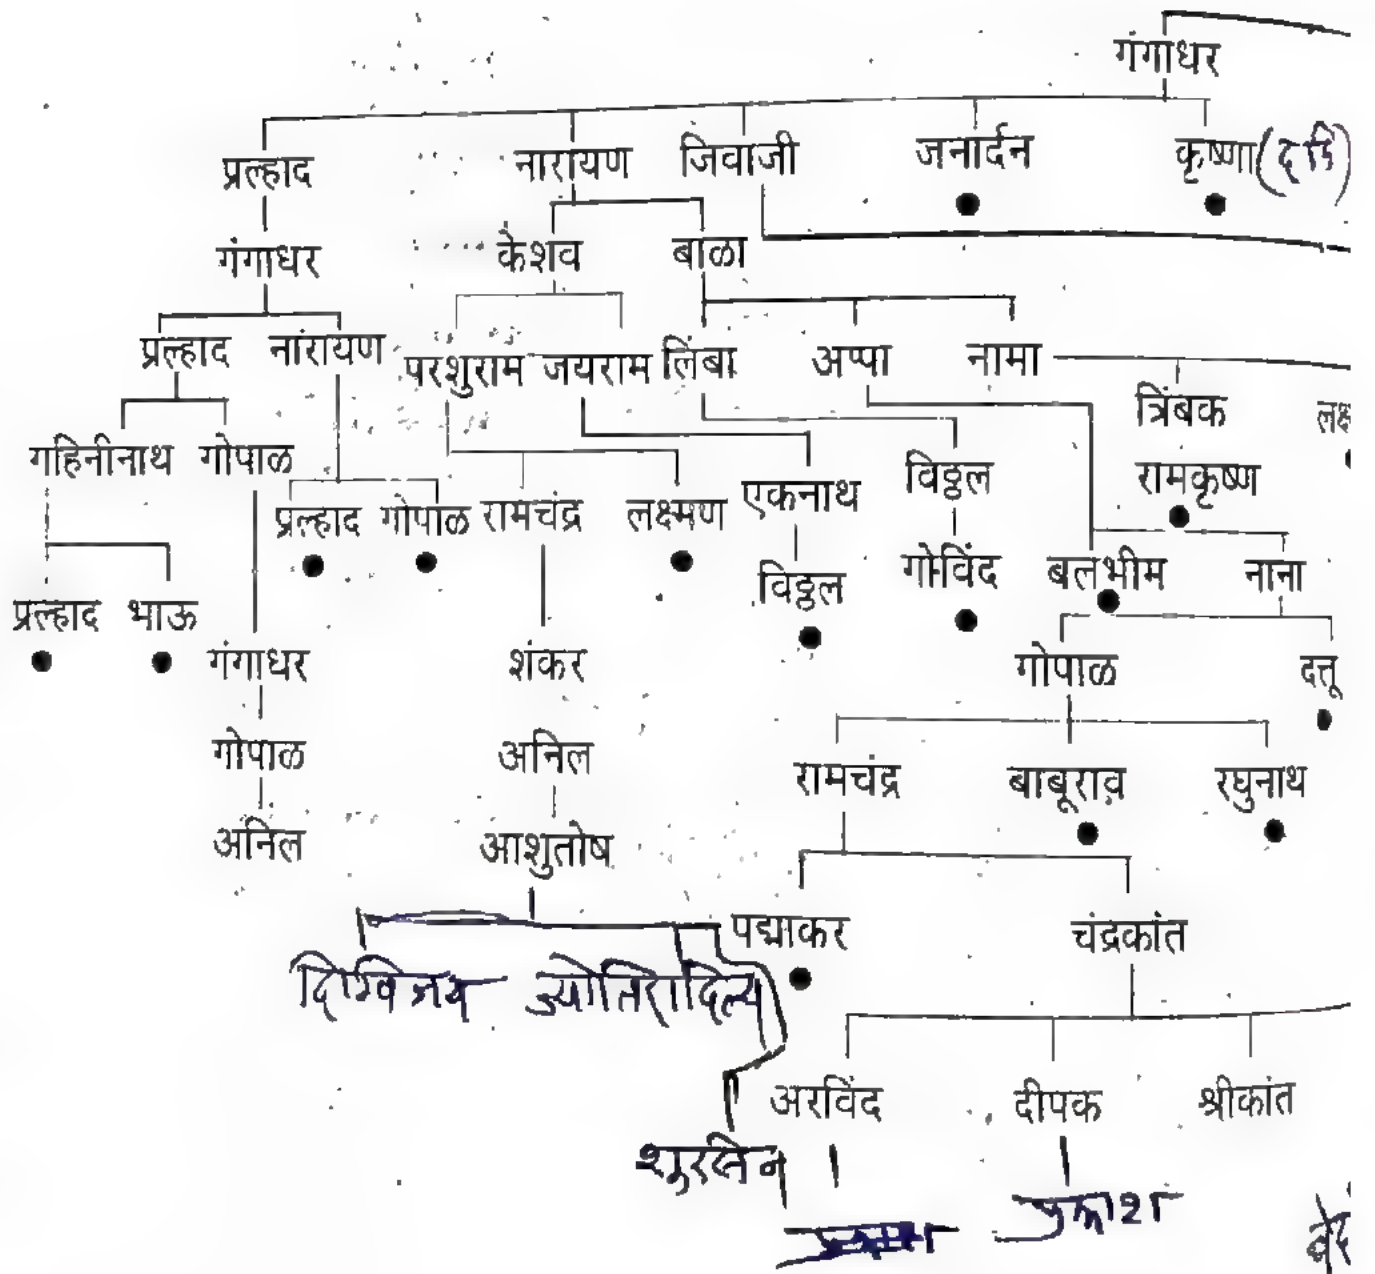 गंगाधर
प्रल्हाद नारायण जिवाजी जनार्दन कृष्णा
गंगाधर केशव बाळा
प्रल्हाद नारायण परशुराम जयराम लिंबा अप्पा नामा
त्रिंबक
गहिनीनाथ गोपाळ विठ्ठल रामकृष्ण
प्रल्हाद गोपाळ रामचंद्र लक्ष्मण एकनाथ
प्रल्हाद भाऊ विठ्ठल गोविंद बलभीम नाना
गंगाधर शंकर गोपाळ दत्तू
गोपाळ अनिल रामचंद्र बाबूराव रघुनाथ
अनिल आशुतोष
पद्माकर चंद्रकांत
दिग्विजय ज्योतिरादित्य
अरविंद दीपक श्रीकांत
शुरसेन
प्रकाश